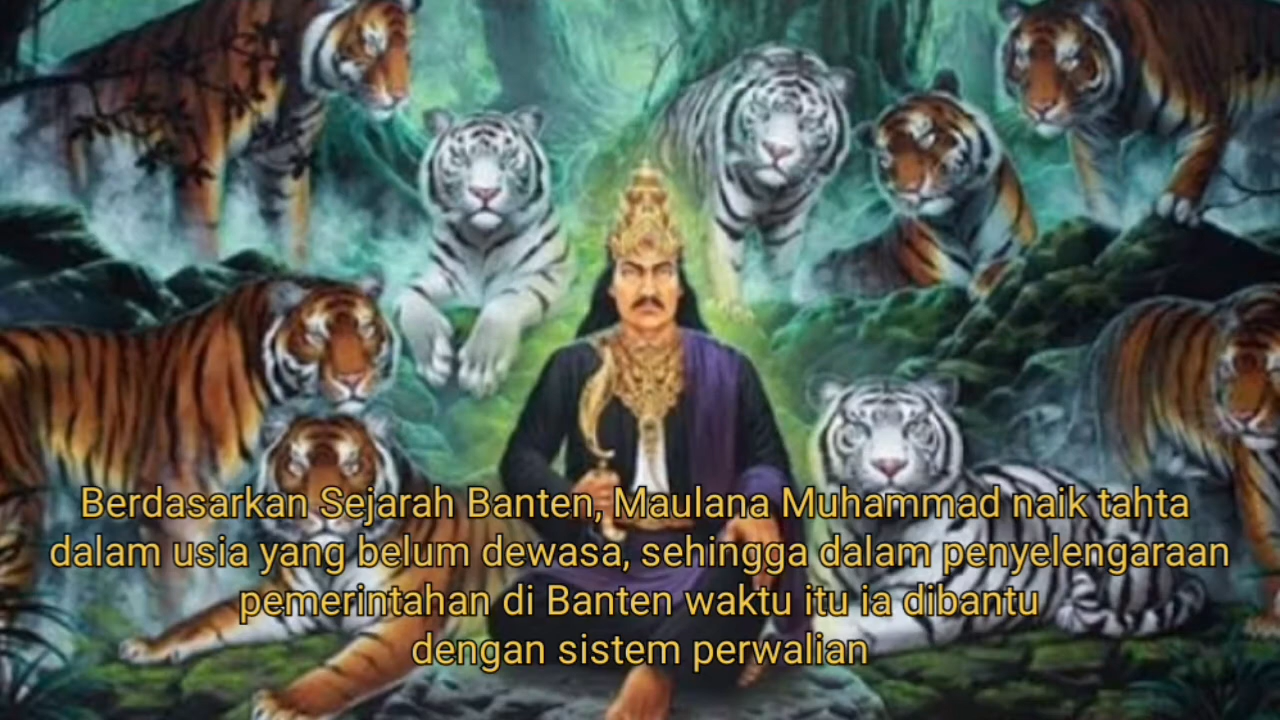 Berdasarkan Sejarah Banten, Maulana Muhammad naik tahta
dalam usia yang belum dewasa, sehingga dalam penyelengaraan
pemerintahan di Banten waktu itu ia dibantu
dengan sistem perwalian